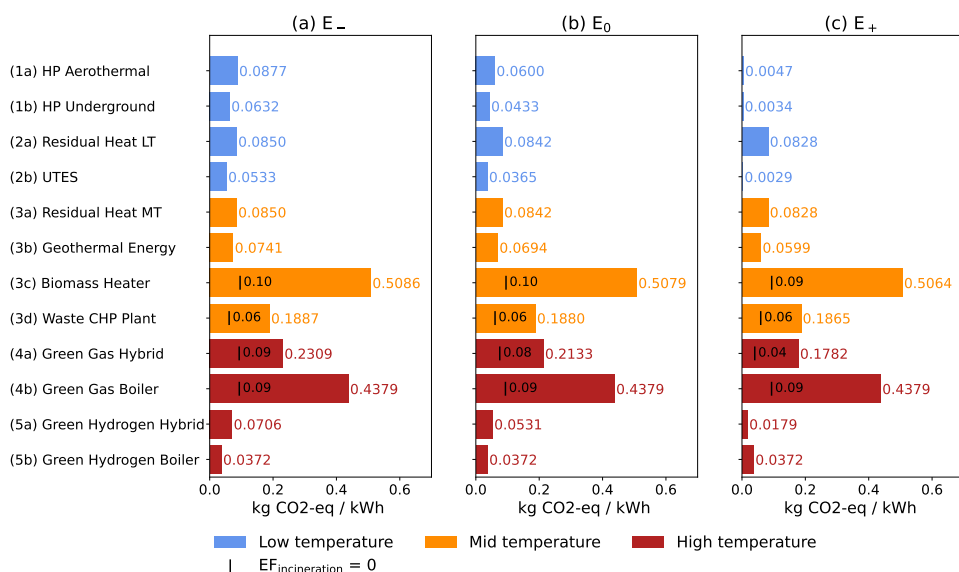 (a) E₋ (b) E₀ (c) E₊
(1a) HP Aerothermal 0.0877 0.0600 0.0047
(1b) HP Underground 0.0632 0.0433 0.0034
(2a) Residual Heat LT 0.0850 0.0842 0.0828
(2b) UTES 0.0533 0.0365 0.0029
(3a) Residual Heat MT 0.0850 0.0842 0.0828
(3b) Geothermal Energy 0.0741 0.0694 0.0599
(3c) Biomass Heater 0.10 0.5086 0.10 0.5079 0.09 0.5064
(3d) Waste CHP Plant 0.06 0.1887 0.06 0.1880 0.06 0.1865
(4a) Green Gas Hybrid 0.09 0.2309 0.08 0.2133 0.04 0.1782
(4b) Green Gas Boiler 0.09 0.4379 0.09 0.4379 0.09 0.4379
(5a) Green Hydrogen Hybrid 0.0706 0.0531 0.0179
(5b) Green Hydrogen Boiler 0.0372 0.0372 0.0372
0.0 0.2 0.4 0.6 0.0 0.2 0.4 0.6 0.0 0.2 0.4 0.6
kg CO2-eq / kWh kg CO2-eq / kWh kg CO2-eq / kWh
Low temperature Mid temperature High temperature
EF_incineration = 0